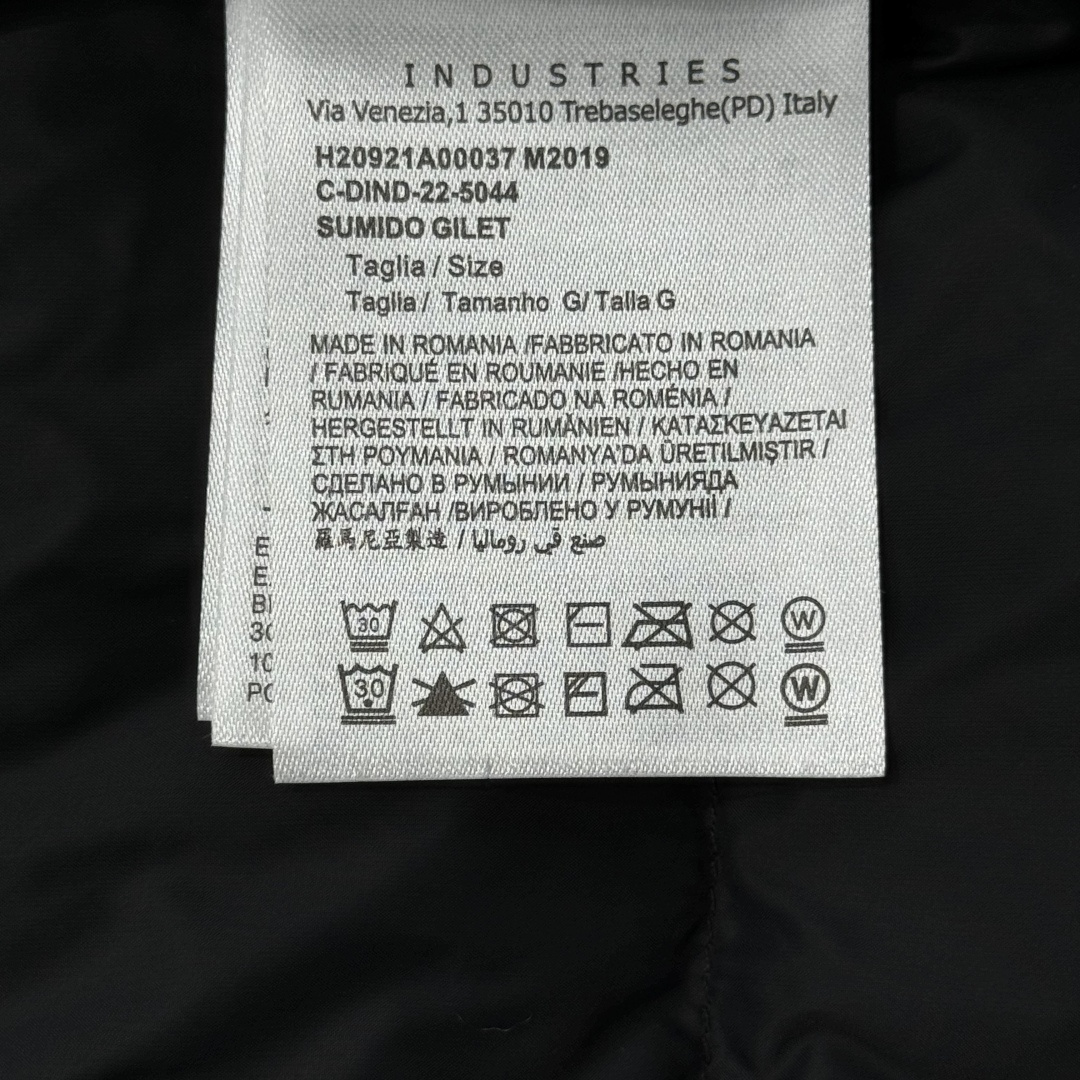 INDUSTRIES
Via Venezia,1 35010 Trebaseleghe(PD) Italy
H20921A00037 M2019
C-DIND-22-5044
SUMIDO GILET
Taglia / Size
Taglia / Tamanho G/ Talla G
MADE IN ROMANIA /FABBRICATO IN ROMANIA
/ FABRIQUÉ EN ROUMANIE /HECHO EN
RUMANIA / FABRICADO NA ROMÉNIA /
HERGESTELLT IN RUMÄNIEN / ΚΑΤΑΣΚΕΥΑΖΕΤΑΙ
ΣΤΗ ΡΟΥΜΑΝΙΑ / ROMANYA'DA ÜRETILMIŞTIR /
СДЕЛАНО В РУМЫНИИ / РУМЫНИЯДА
ЖАСАЛҒАН /ВИРОБЛЕНО У РУМУНІЇ /
羅馬尼亞製造 / صنع في رومانيا
E
E
B
30
10
PO
30 W
30 W